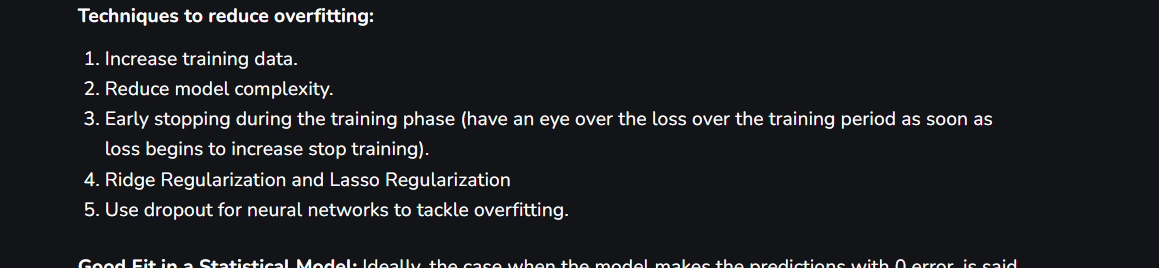 Techniques to reduce overfitting:
1. Increase training data.
2. Reduce model complexity.
3. Early stopping during the training phase (have an eye over the loss over the training period as soon as
loss begins to increase stop training).
4. Ridge Regularization and Lasso Regularization
5. Use dropout for neural networks to tackle overfitting.
Good Fit in a Statistical Model: Ideally, the case when the model makes the predictions with 0 error, is said